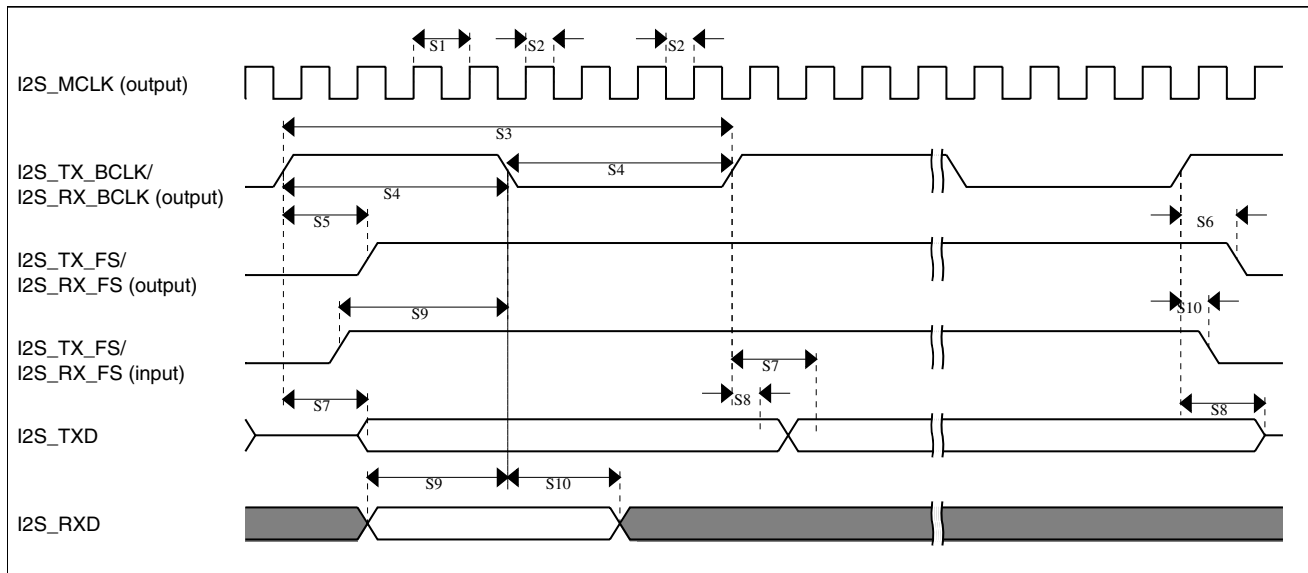 S1
S2
S2
I2S_MCLK (output)
S3
I2S_TX_BCLK/
I2S_RX_BCLK (output)
S4
S4
S5
S6
I2S_TX_FS/
I2S_RX_FS (output)
S9
S10
I2S_TX_FS/
I2S_RX_FS (input)
S7
S7
S8
S8
I2S_TXD
S9
S10
I2S_RXD